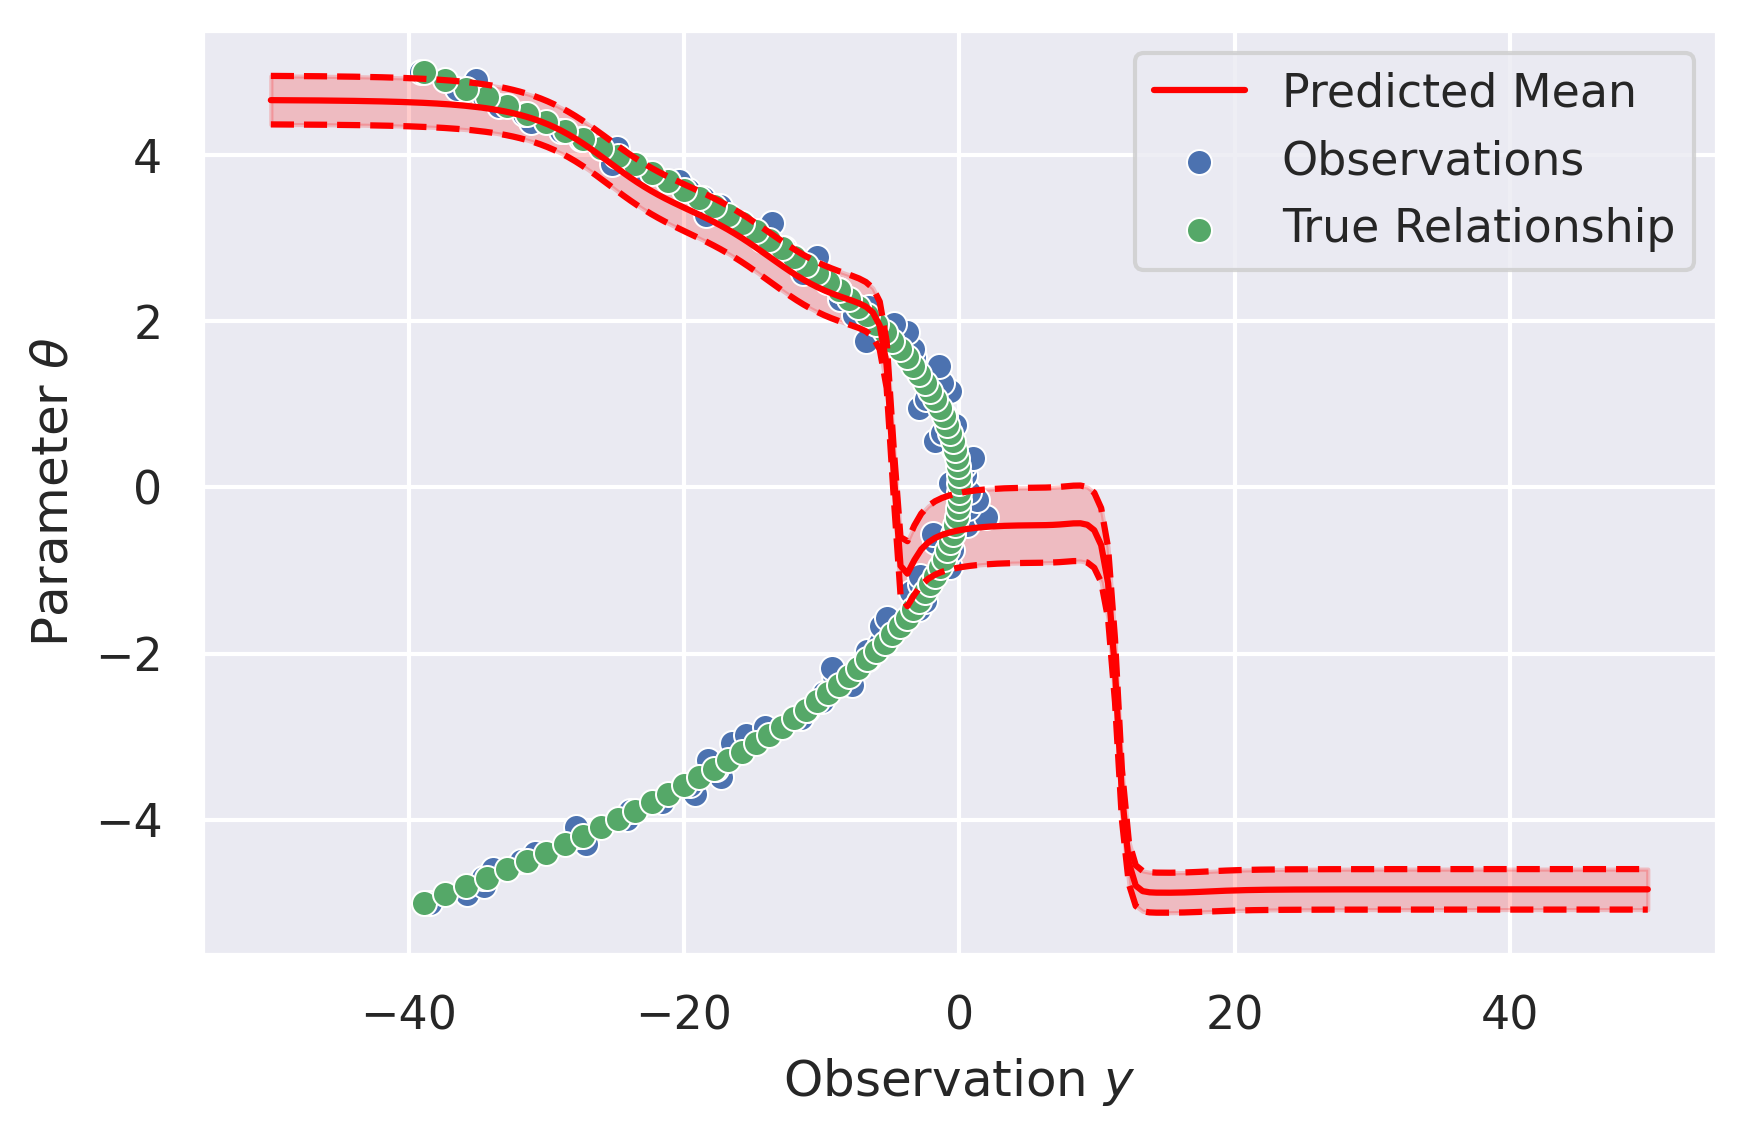 Predicted Mean
Observations
True Relationship
4
2
0
−2
−4
Parameter θ
−40 −20 0 20 40
Observation y